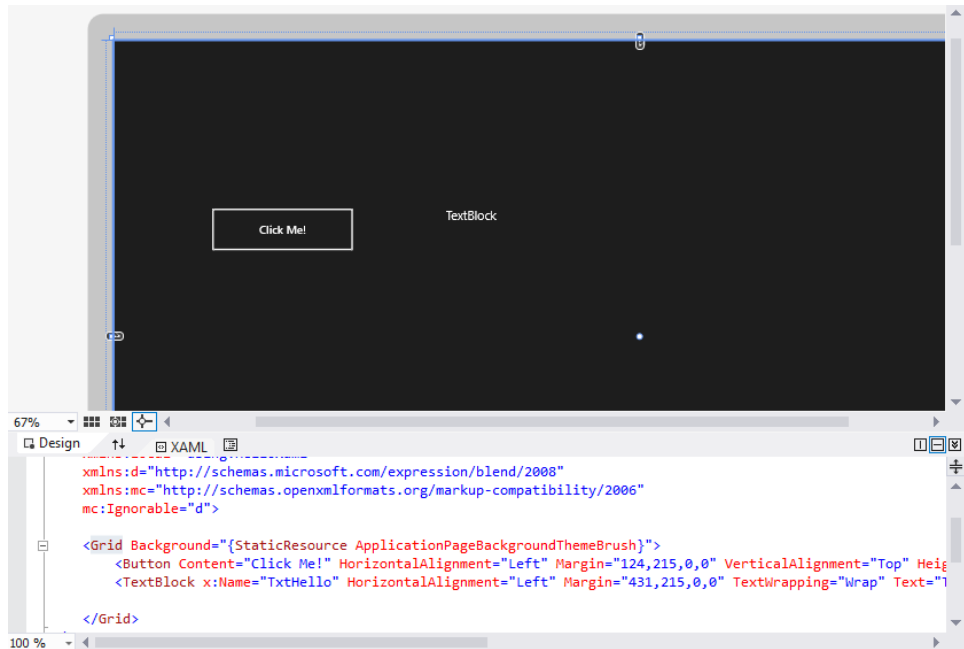 TextBlock
Click Me!
67%
Design
XAML
xmlns:d="http://schemas.microsoft.com/expression/blend/2008"
xmlns:mc="http://schemas.openxmlformats.org/markup-compatibility/2006"
mc:Ignorable="d">
<Grid Background="{StaticResource ApplicationPageBackgroundThemeBrush}">
<Button Content="Click Me!" HorizontalAlignment="Left" Margin="124,215,0,0" VerticalAlignment="Top" Heig
<TextBlock x:Name="TxtHello" HorizontalAlignment="Left" Margin="431,215,0,0" TextWrapping="Wrap" Text="T
</Grid>
100 %